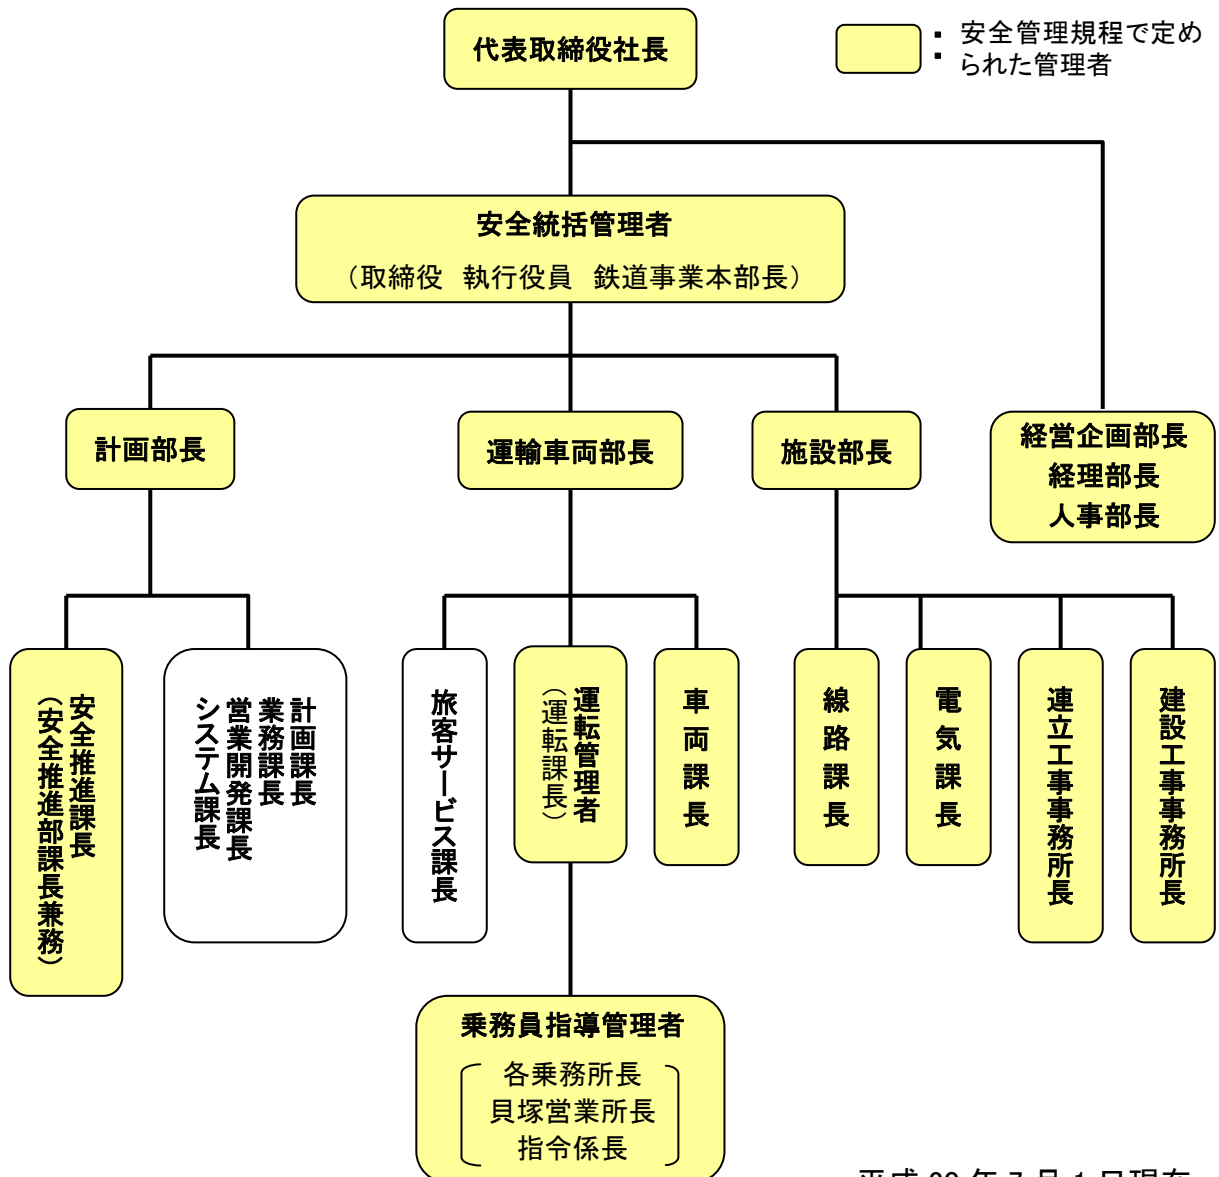 代表取締役社長
：安全管理規程で定め
られた管理者
安全統括管理者
（取締役　執行役員　鉄道事業本部長）
計画部長
運輸車両部長
施設部長
経営企画部長
経理部長
人事部長
安全推進課長
（安全推進部課長兼務）
計画課長
業務課長
営業開発課長
システム課長
旅客サービス課長
運転管理者
（運転課長）
車両課長
線路課長
電気課長
連立工事事務所長
建設工事事務所長
乗務員指導管理者
各乗務所長
貝塚営業所長
指令係長